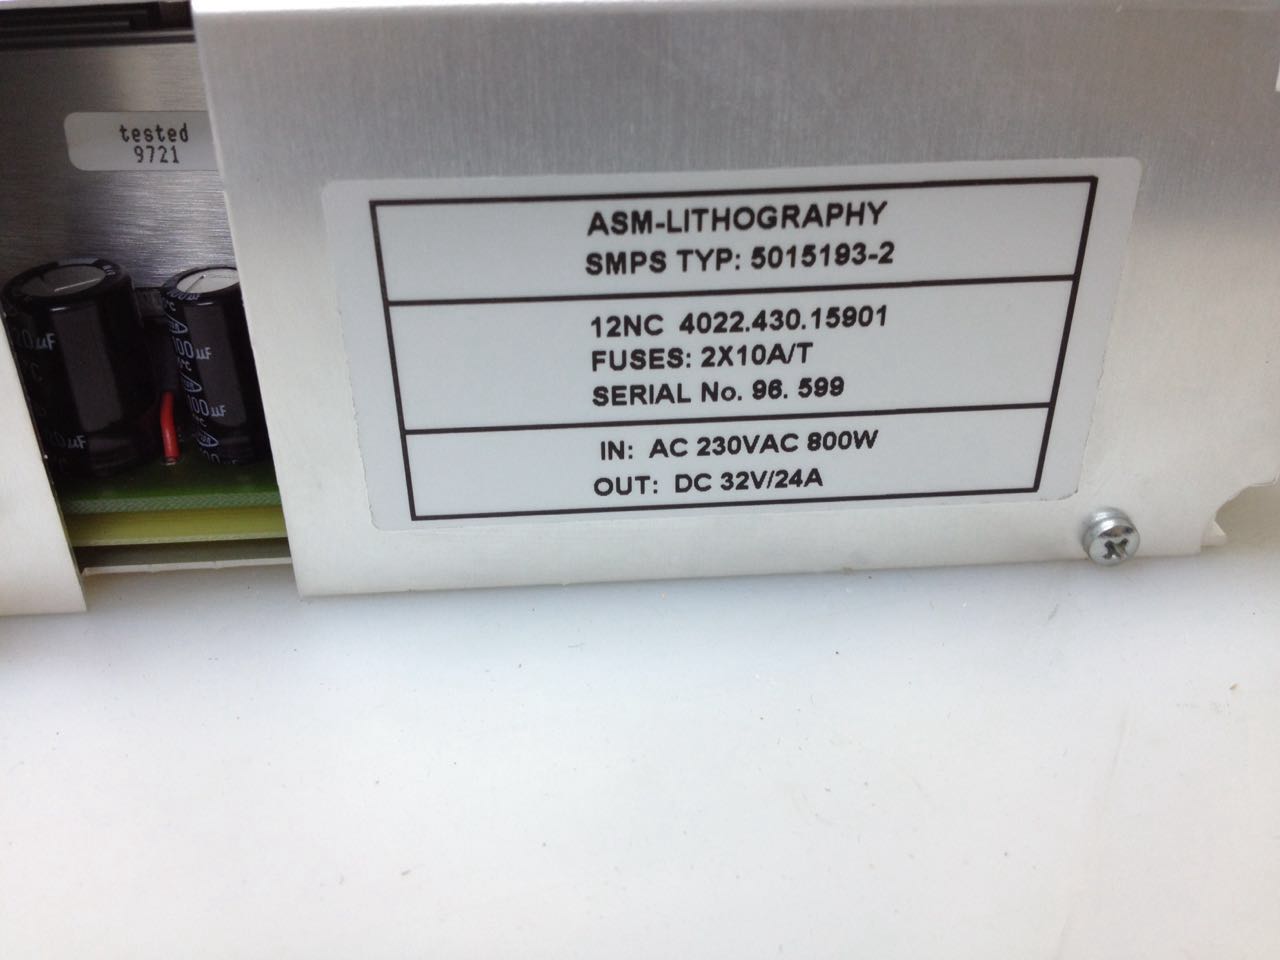 tested
9721
ASM-LITHOGRAPHY
SMPS TYP: 5015193-2
12NC 4022.430.15901
FUSES: 2X10A/T
SERIAL No. 96. 599
IN: AC 230VAC 800W
OUT: DC 32V/24A